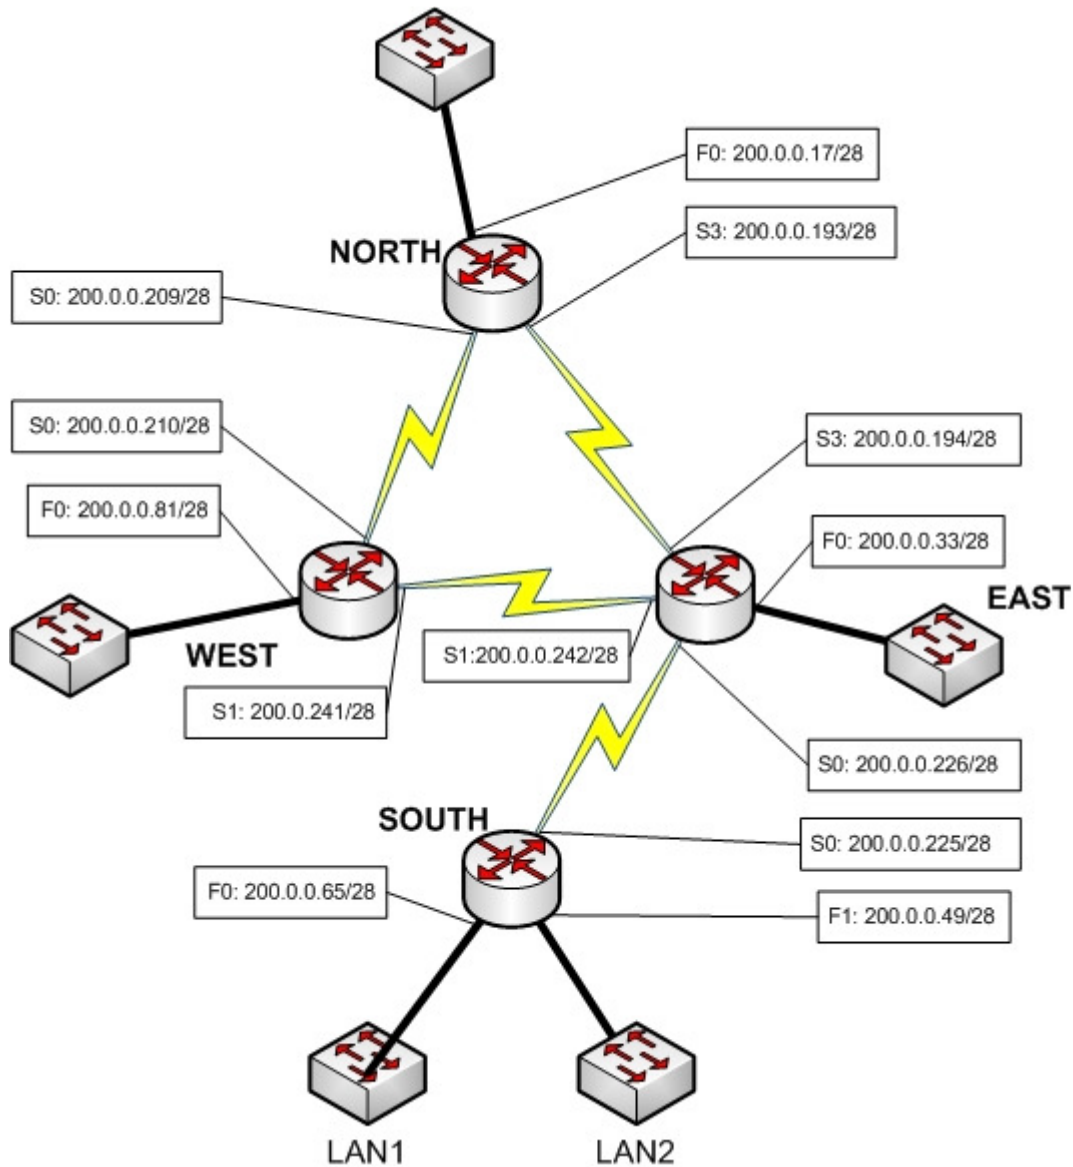 F0: 200.0.0.17/28
NORTH
S3: 200.0.0.193/28
S0: 200.0.0.209/28
S0: 200.0.0.210/28
S3: 200.0.0.194/28
F0: 200.0.0.81/28
F0: 200.0.0.33/28
EAST
WEST
S1:200.0.0.242/28
S1: 200.0.241/28
S0: 200.0.0.226/28
SOUTH
S0: 200.0.0.225/28
F0: 200.0.0.65/28
F1: 200.0.0.49/28
LAN1
LAN2